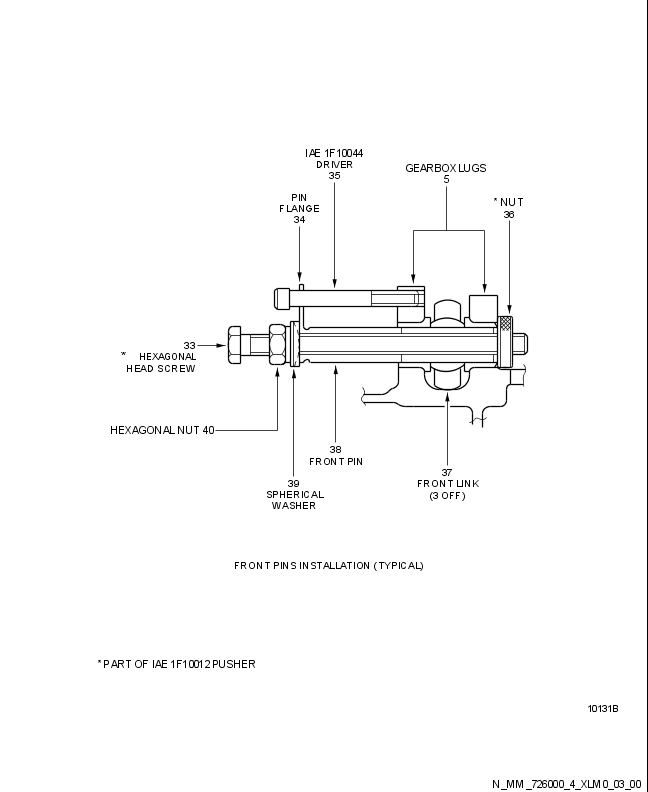 IAE 1F10044
DRIVER
35
GEARBOX LUGS
5
PIN
FLANGE
34
* NUT
36
33
* HEXAGONAL
HEAD SCREW
HEXAGONAL NUT 40
38
FRONT PIN
37
FRONT LINK
(3 OFF)
39
SPHERICAL
WASHER
FRONT PINS INSTALLATION (TYPICAL)
* PART OF IAE 1F10012 PUSHER
10131B
N_MM_726000_4_XLM0_03_00